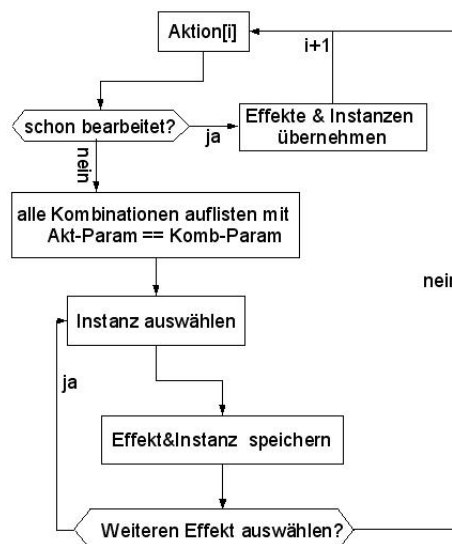 Aktion[i]
i+1
schon bearbeitet?
ja
Effekte & Instanzen
übernehmen
nein
alle Kombinationen auflisten mit
Akt-Param == Komb-Param
nein
Instanz auswählen
ja
Effekt&Instanz speichern
Weiteren Effekt auswählen?